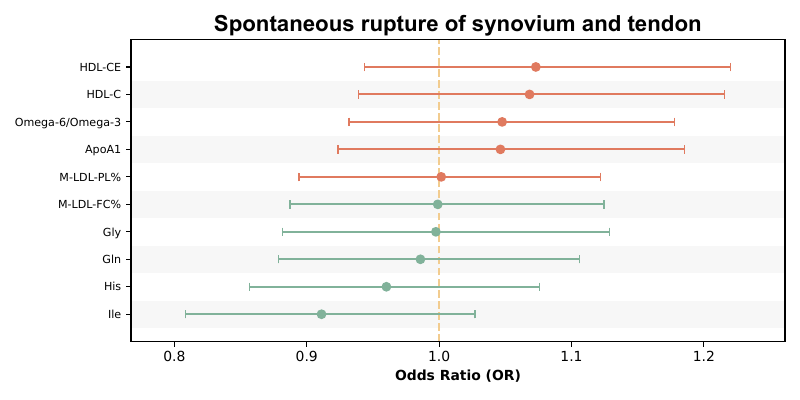 Spontaneous rupture of synovium and tendon
HDL-CE
HDL-C
Omega-6/Omega-3
ApoA1
M-LDL-PL%
M-LDL-FC%
Gly
Gln
His
Ile
0.8 0.9 1.0 1.1 1.2
Odds Ratio (OR)